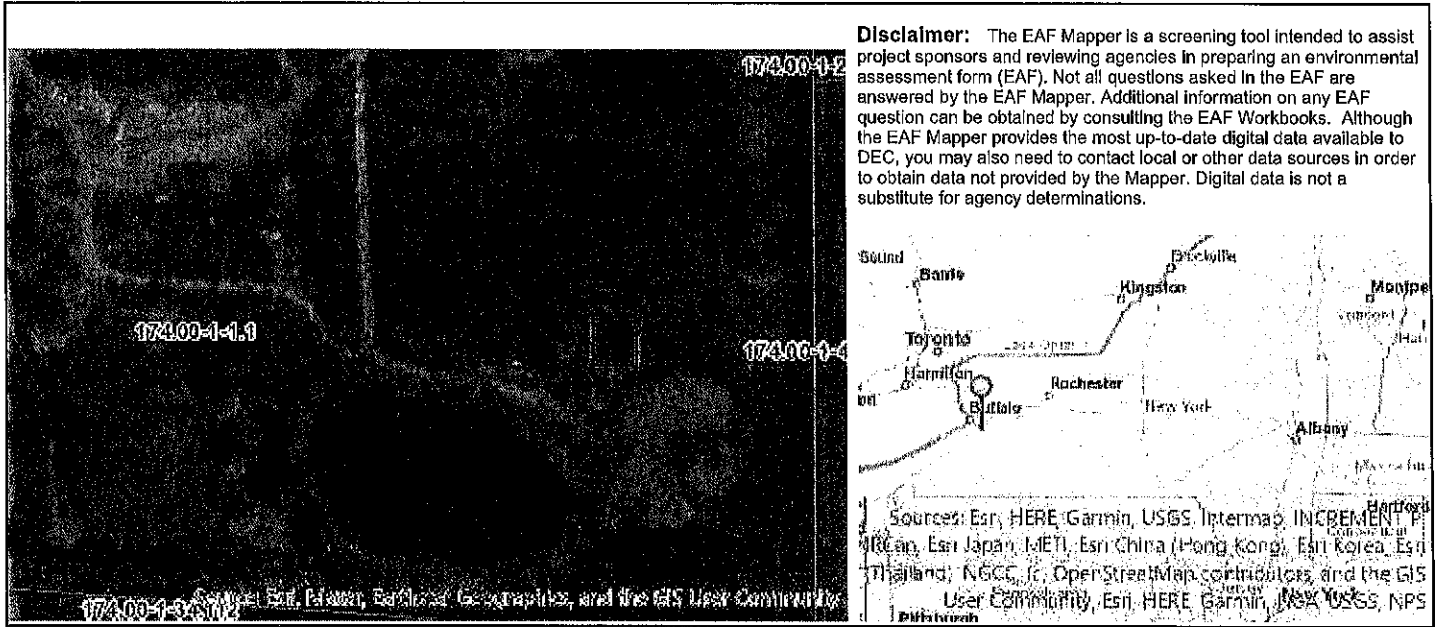 Disclaimer: The EAF Mapper is a screening tool intended to assist
project sponsors and reviewing agencies in preparing an environmental
assessment form (EAF). Not all questions asked in the EAF are
answered by the EAF Mapper. Additional information on any EAF
question can be obtained by consulting the EAF Workbooks. Although
the EAF Mapper provides the most up-to-date digital data available to
DEC, you may also need to contact local or other data sources in order
to obtain data not provided by the Mapper. Digital data is not a
substitute for agency determinations.
174.00-1-2
174.00-1-1.1
174.00-1-4
Earthstar Geographics, and the GIS User Community
Sound
Barrie
Kingston
Montpe
Toronto
Hamilton
Rochester
Buffalo
New York
Albany
Hartford
Sources: Esri, HERE, Garmin, USGS, Intermap, INCREMENT P,
NRCan, Esri Japan, METI, Esri China (Hong Kong), Esri Korea, Esri
(Thailand), NGCC, (c) OpenStreetMap contributors, and the GIS
User Community, Esri, HERE, Garmin, NGA, USGS, NPS
Pittsburgh
New York